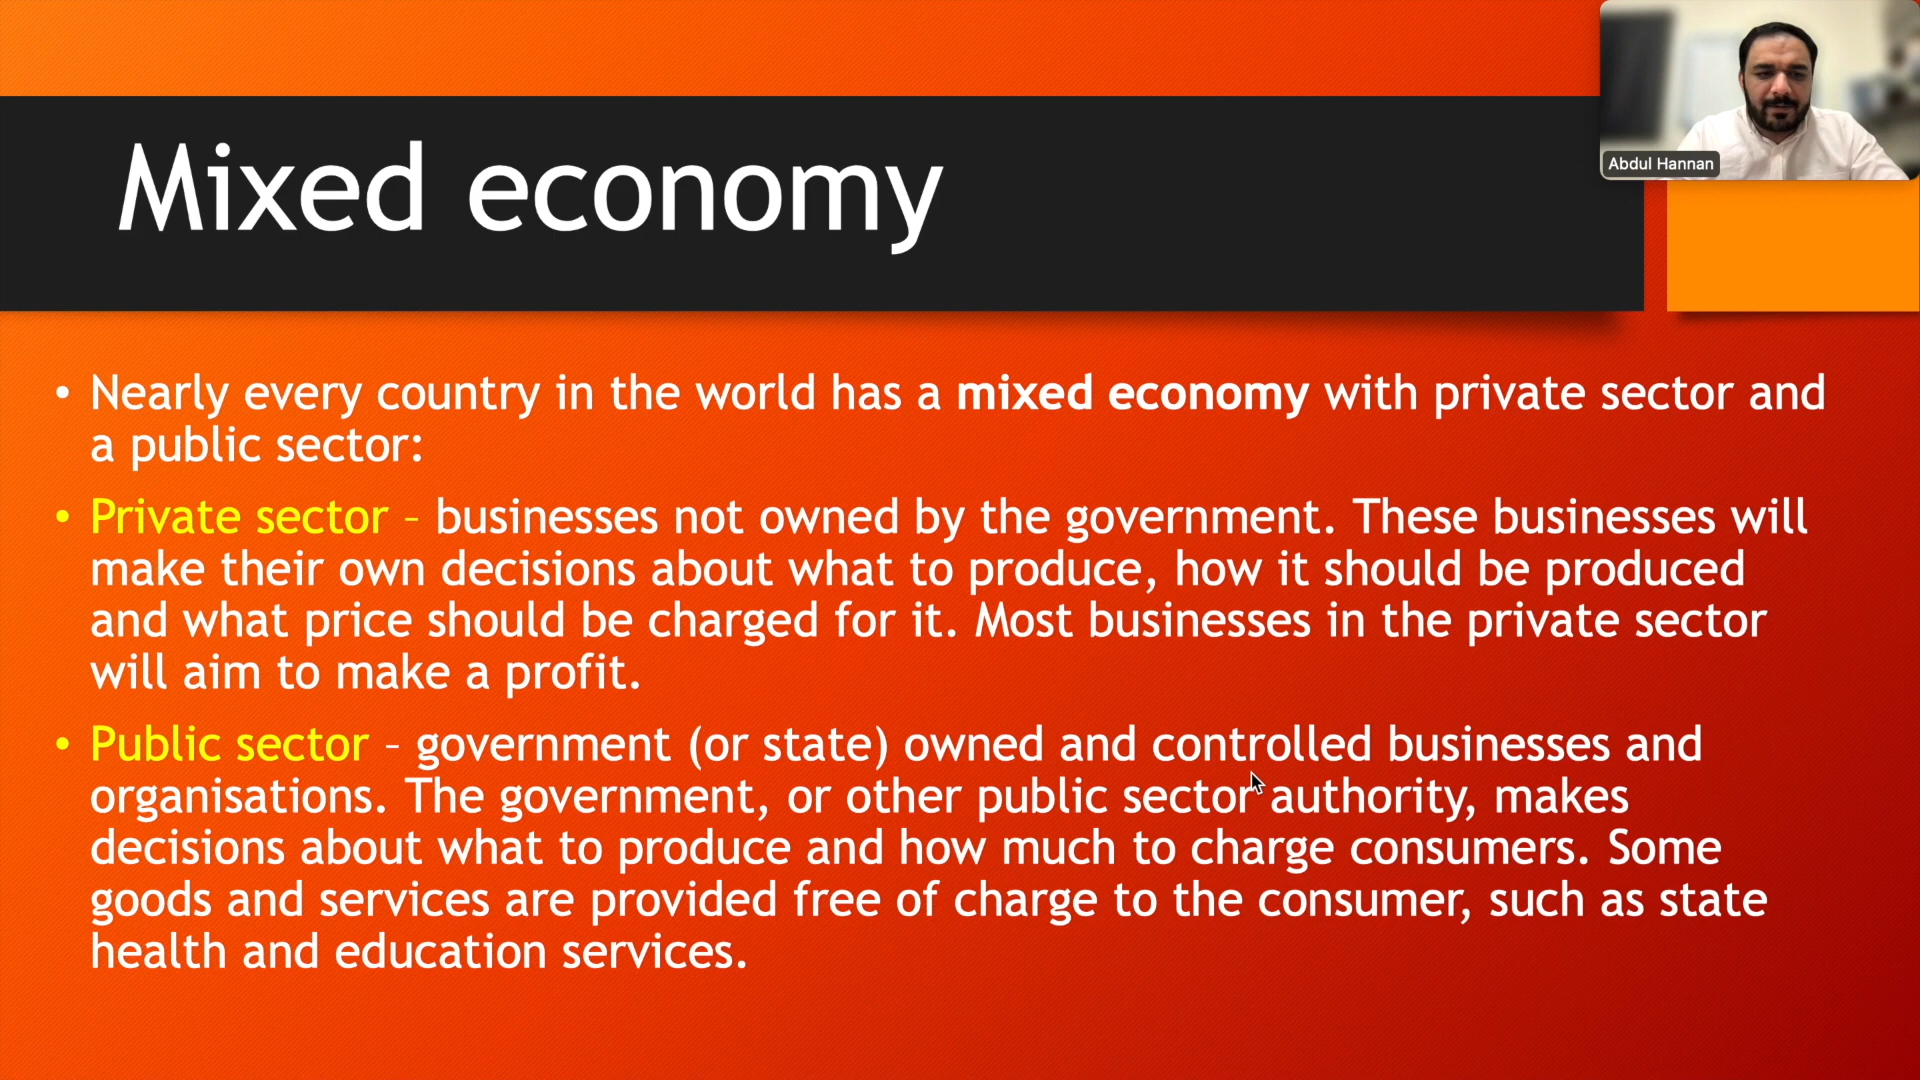 Mixed economy
Abdul Hannan
• Nearly every country in the world has a mixed economy with private sector and
a public sector:
• Private sector – businesses not owned by the government. These businesses will
make their own decisions about what to produce, how it should be produced
and what price should be charged for it. Most businesses in the private sector
will aim to make a profit.
• Public sector – government (or state) owned and controlled businesses and
organisations. The government, or other public sector authority, makes
decisions about what to produce and how much to charge consumers. Some
goods and services are provided free of charge to the consumer, such as state
health and education services.